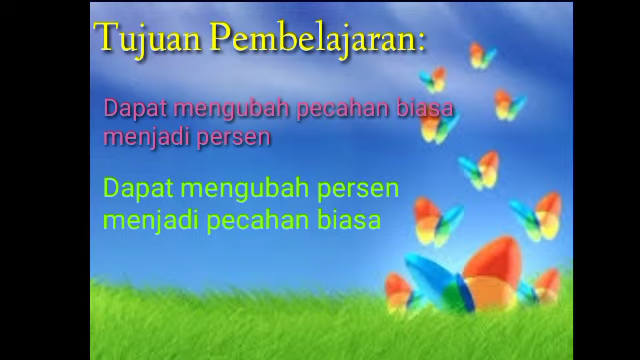 Tujuan Pembelajaran:
Dapat mengubah pecahan biasa
menjadi persen
Dapat mengubah persen
menjadi pecahan biasa